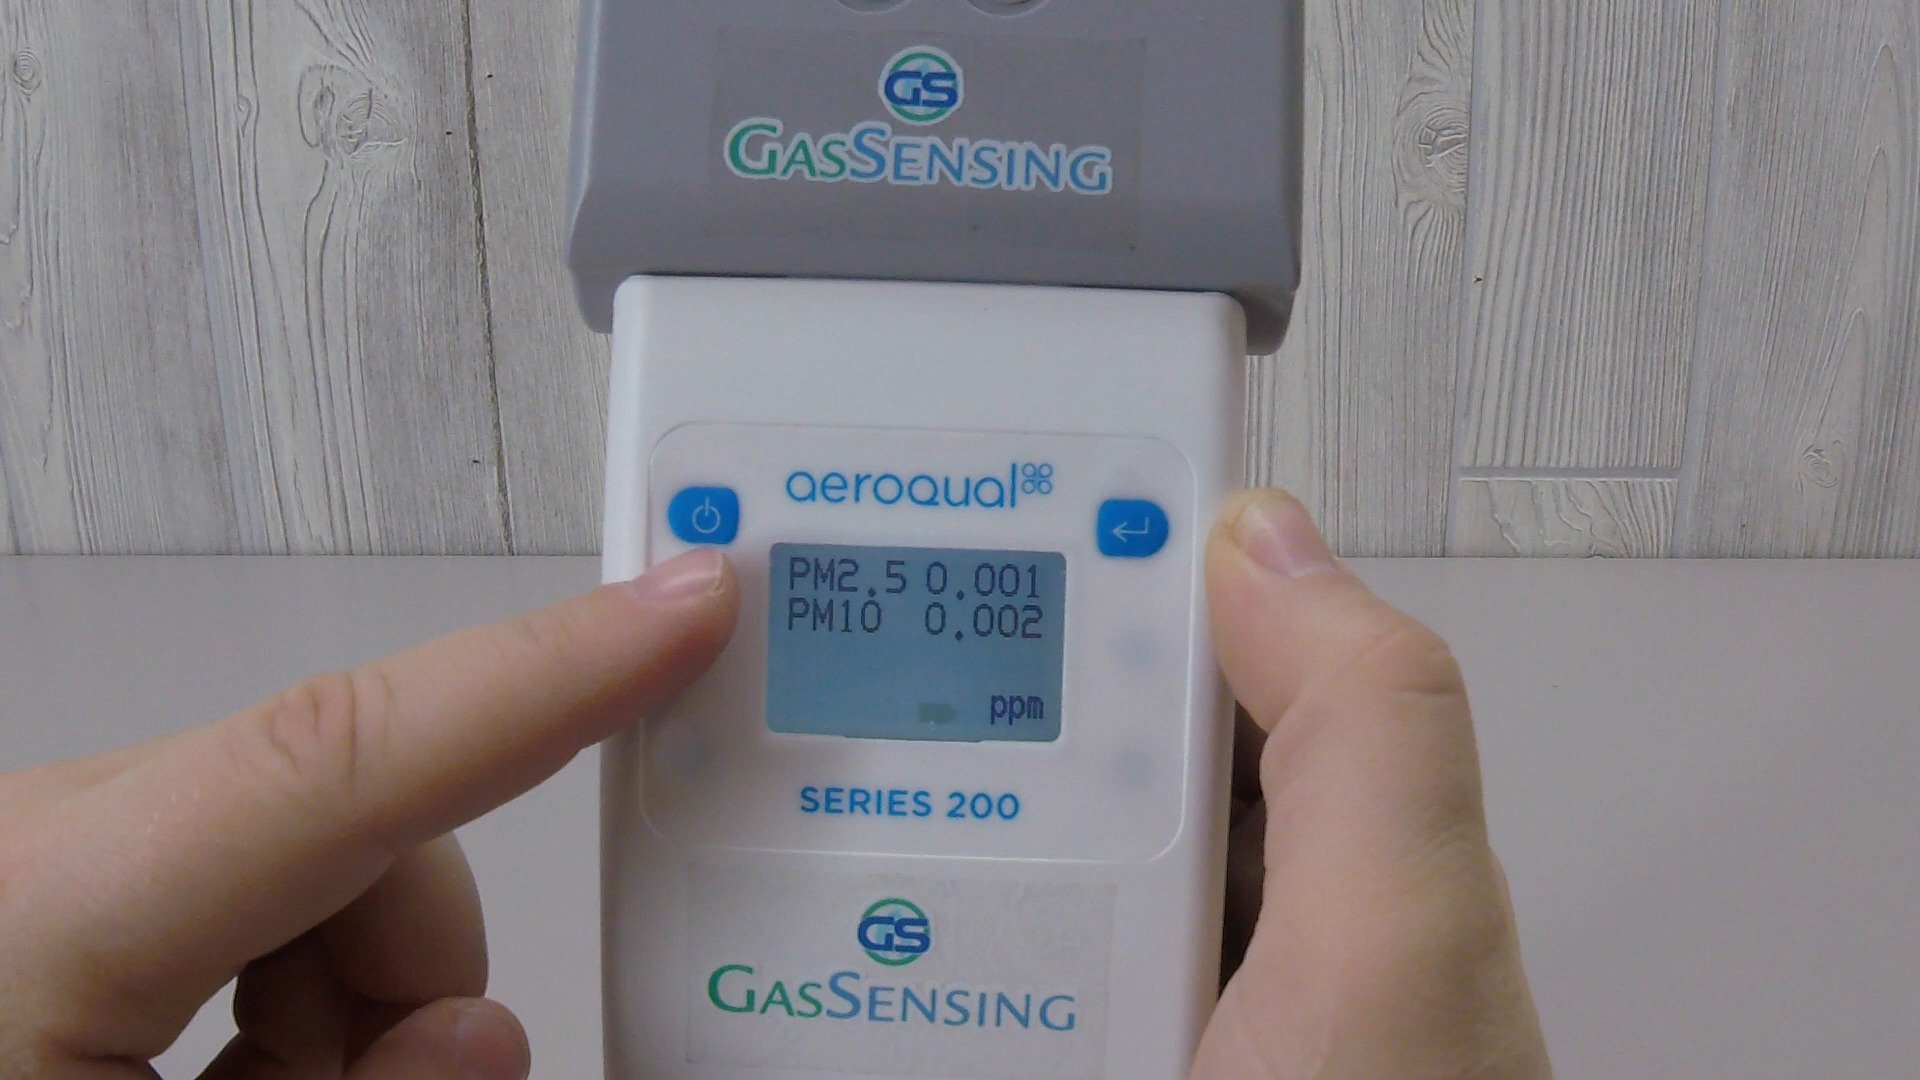 GS
GASSENSING
aeroqual
PM2.5 0.001
PM10 0.002
ppm
SERIES 200
GS
GASSENSING